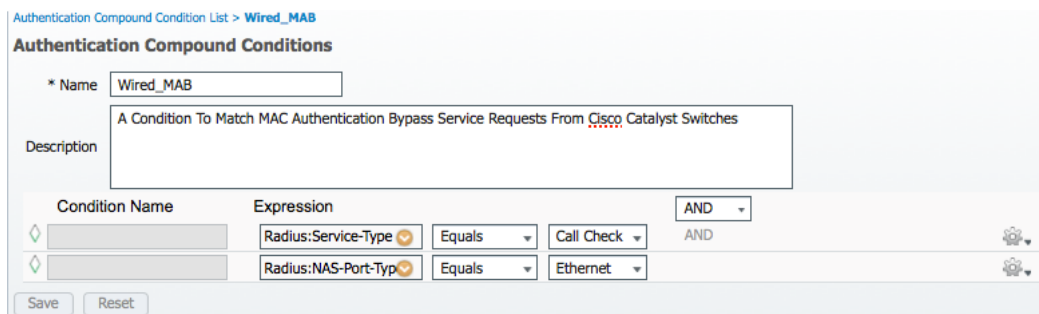 Authentication Compound Condition List > Wired_MAB
Authentication Compound Conditions
* Name Wired_MAB
Description A Condition To Match MAC Authentication Bypass Service Requests From Cisco Catalyst Switches
Condition Name Expression AND
Radius:Service-Type Equals Call Check AND
Radius:NAS-Port-Typ Equals Ethernet
Save Reset